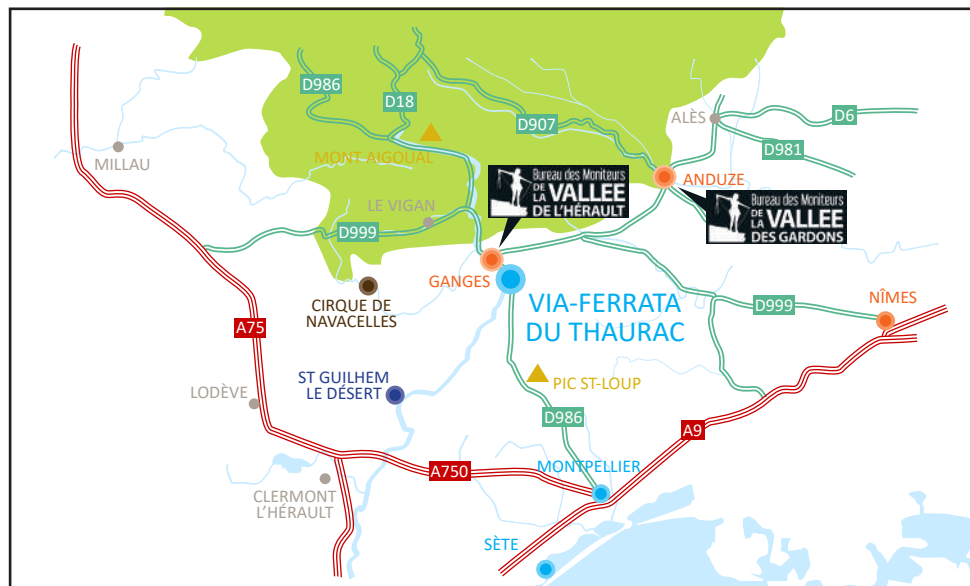 D986
D18
D907
ALÈS
D6
D981
MILLAU
MONT-AIGOUAL
Bureau des Moniteurs
DE VALLEE
LA
DE L'HÉRAULT
ANDUZE
Bureau des Moniteurs
DE VALLEE
LA
DES GARDONS
LE VIGAN
D999
GANGES
CIRQUE DE
NAVACELLES
VIA-FERRATA
DU THAURAC
NÎMES
D999
A75
ST GUILHEM
LE DÉSERT
PIC ST-LOUP
LODÈVE
D986
A9
A750
MONTPELLIER
CLERMONT
L'HÉRAULT
SÈTE